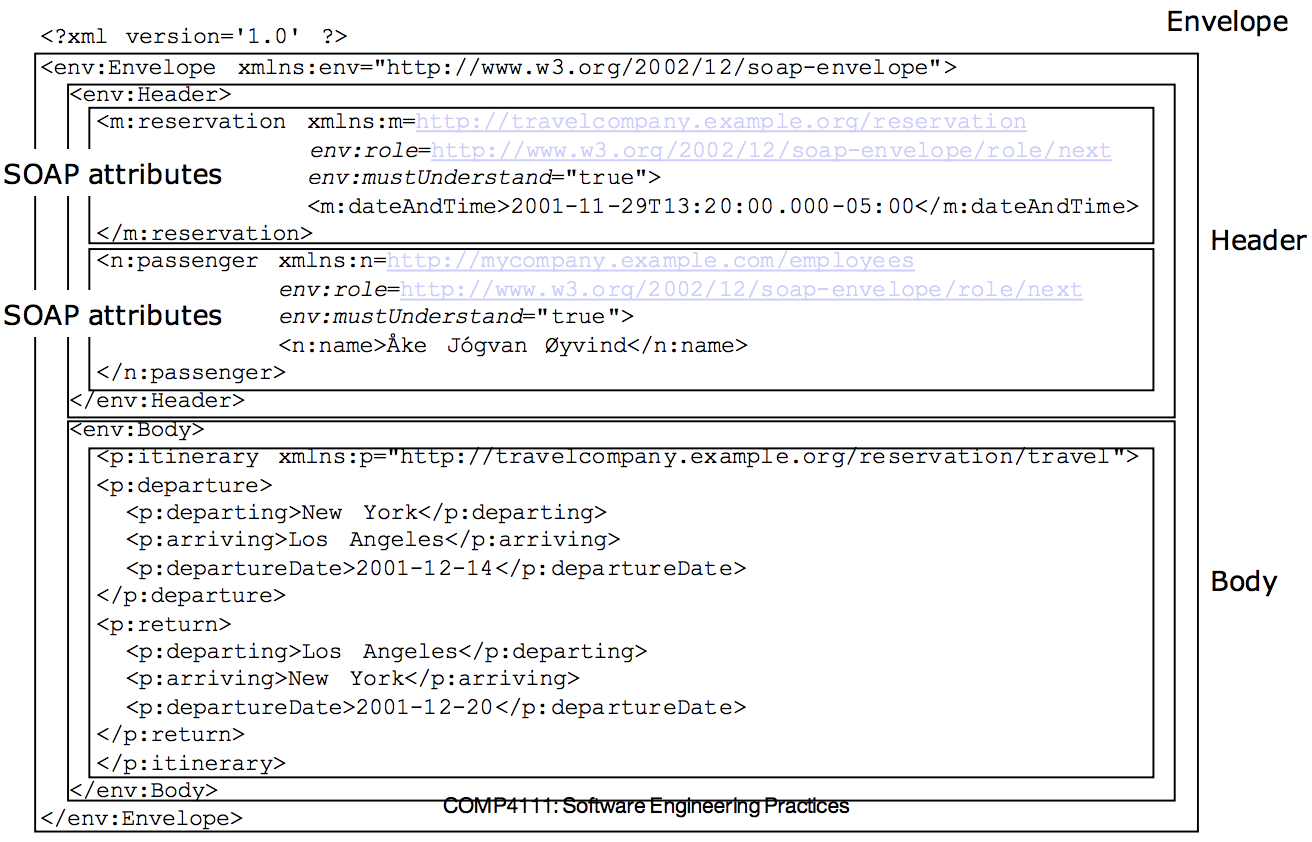 Envelope
<?xml version='1.0' ?>
<env:Envelope xmlns:env="http://www.w3.org/2002/12/soap-envelope">
<env:Header>
<m:reservation xmlns:m=http://travelcompany.example.org/reservation
env:role=http://www.w3.org/2002/12/soap-envelope/role/next
SOAP attributes
env:mustUnderstand="true">
<m:dateAndTime>2001-11-29T13:20:00.000-05:00</m:dateAndTime>
</m:reservation>
Header
<n:passenger xmlns:n=http://mycompany.example.com/employees
env:role=http://www.w3.org/2002/12/soap-envelope/role/next
SOAP attributes
env:mustUnderstand="true">
<n:name>Åke Jógvan Øyvind</n:name>
</n:passenger>
</env:Header>
<env:Body>
<p:itinerary xmlns:p="http://travelcompany.example.org/reservation/travel">
<p:departure>
<p:departing>New York</p:departing>
<p:arriving>Los Angeles</p:arriving>
<p:departureDate>2001-12-14</p:departureDate>
Body
</p:departure>
<p:return>
<p:departing>Los Angeles</p:departing>
<p:arriving>New York</p:arriving>
<p:departureDate>2001-12-20</p:departureDate>
</p:return>
</p:itinerary>
</env:Body>
COMP4111: Software Engineering Practices
</env:Envelope>